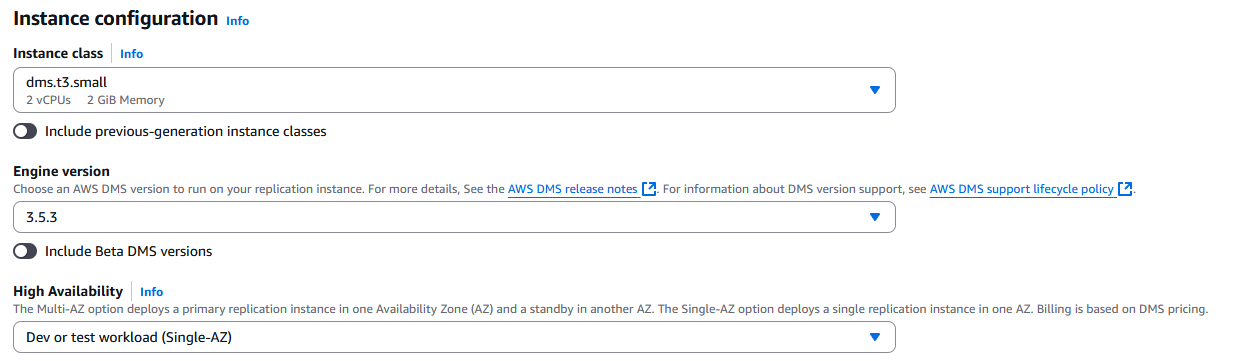 Instance configuration Info
Instance class Info
dms.t3.small
2 vCPUs 2 GiB Memory
Include previous-generation instance classes
Engine version
Choose an AWS DMS version to run on your replication instance. For more details, See the AWS DMS release notes. For information about DMS version support, see AWS DMS support lifecycle policy.
3.5.3
Include Beta DMS versions
High Availability Info
The Multi-AZ option deploys a primary replication instance in one Availability Zone (AZ) and a standby in another AZ. The Single-AZ option deploys a single replication instance in one AZ. Billing is based on DMS pricing.
Dev or test workload (Single-AZ)